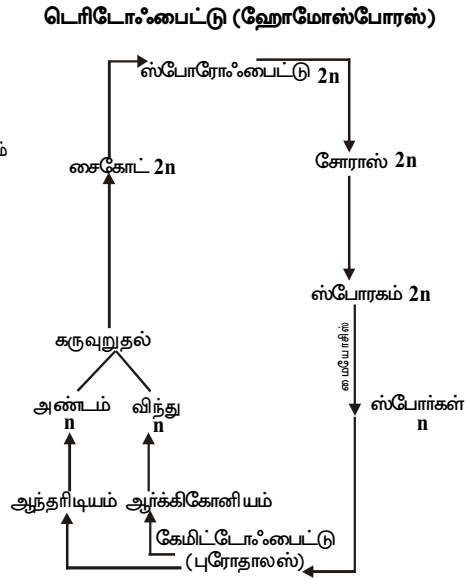 டெரிடோஃபைட்டு (ஹோமோஸ்போரஸ்)
ஸ்போரோஃபைட்டு 2n
ம்
சைகோட் 2n
சோராஸ் 2n
ஸ்போரகம் 2n
மையோசிஸ்
கருவுறுதல்
ஸ்போர்கள்
n
அண்டம்
n
விந்து
n
ஆந்தரிடியம்
ஆர்க்கிகோனியம்
கேமிட்டோஃபைட்டு
(புரோதாலஸ்)